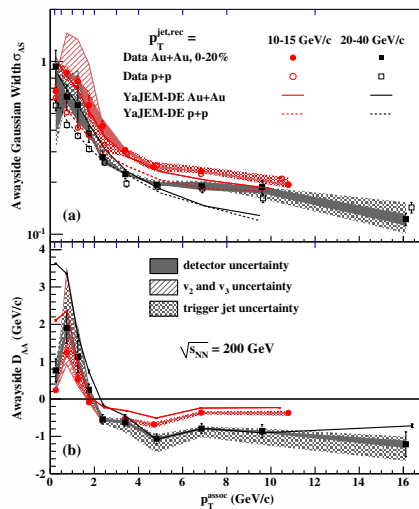 p_T^{jet,rec} 10-15 GeV/c 20-40 GeV/c
Data Au+Au, 0-20%
Data p+p
YaJEM-DE Au+Au
YaJEM-DE p+p
Awayside Gaussian Width σ_AS
1
10^{-1}
(a)
detector uncertainty
v_2 and v_3 uncertainty
trigger jet uncertainty
√s_NN = 200 GeV
Awayside D_AA (GeV/c)
4
3
2
1
0
-1
-2
-3
(b)
0 2 4 6 8 10 12 14 16
p_T^{assoc} (GeV/c)